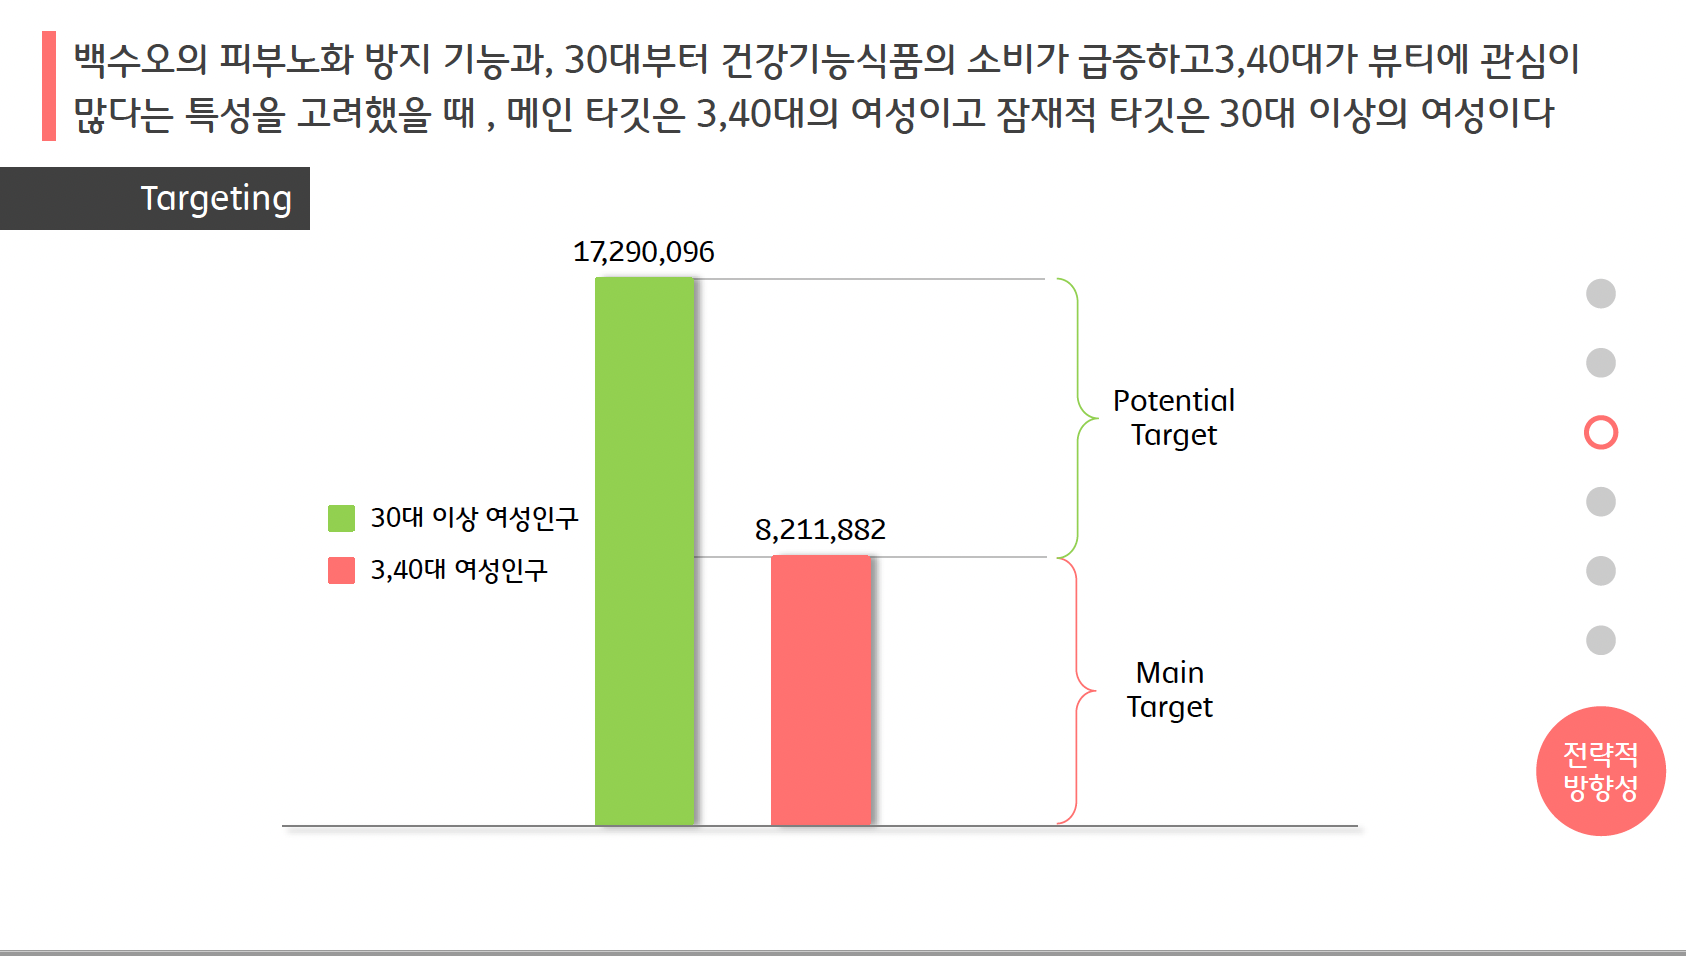 백수오의 피부노화 방지 기능과, 30대부터 건강기능식품의 소비가 급증하고3,40대가 뷰티에 관심이
많다는 특성을 고려했을 때 , 메인 타깃은 3,40대의 여성이고 잠재적 타깃은 30대 이상의 여성이다
Targeting
17,290,096
Potential
Target
30대 이상 여성인구
8,211,882
3,40대 여성인구
Main
Target
전략적
방향성